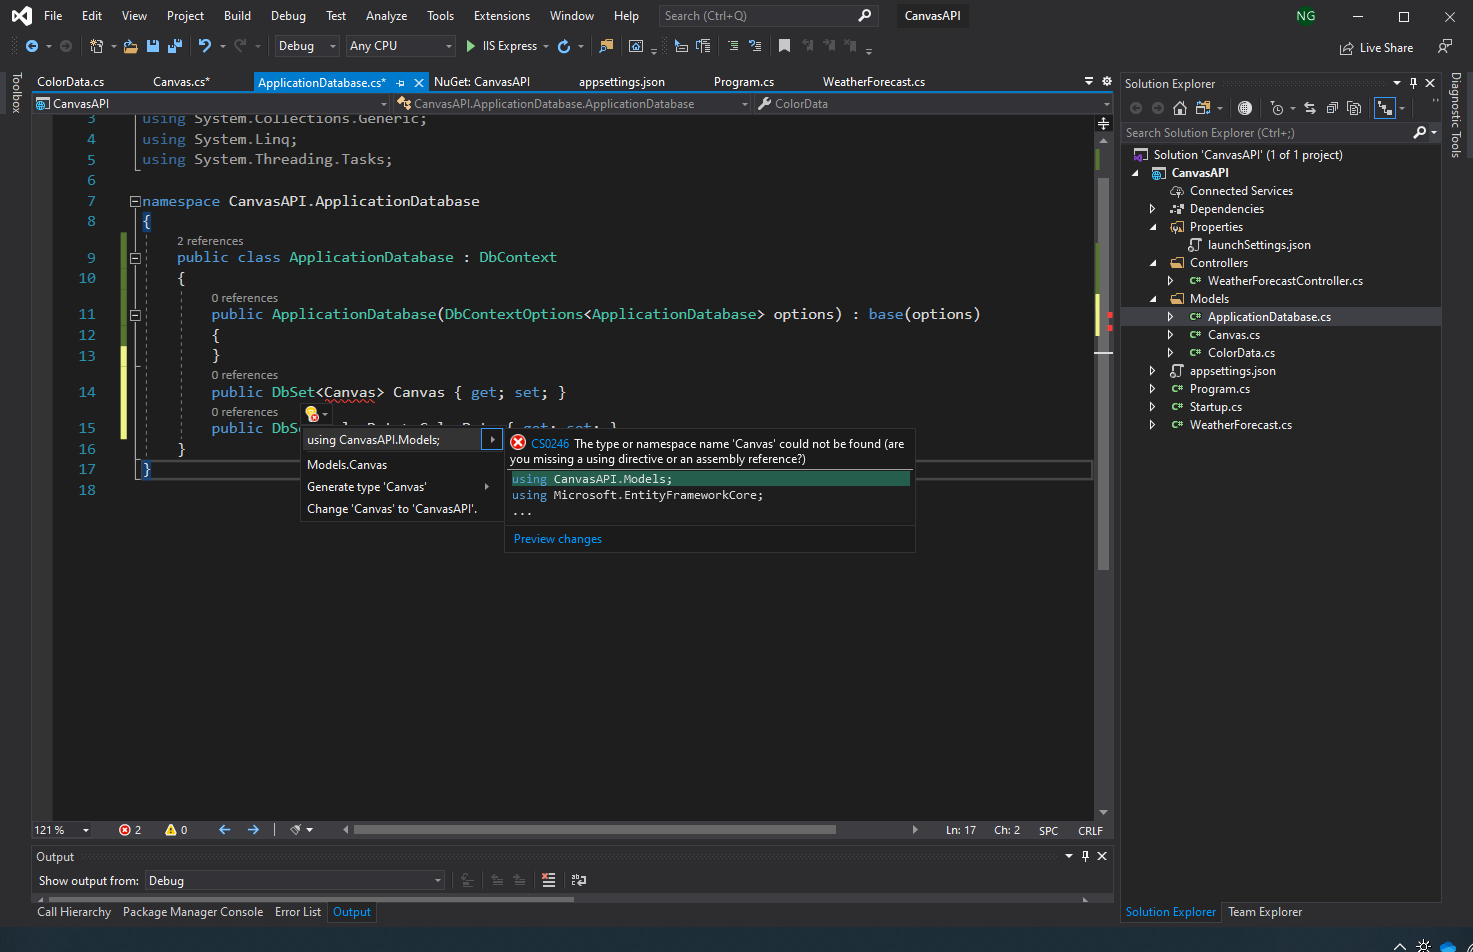 File Edit View Project Build Debug Test Analyze Tools Extensions Window Help Search (Ctrl+Q) CanvasAPI NG
Debug Any CPU IIS Express Live Share
Toolbox
ColorData.cs Canvas.cs* ApplicationDatabase.cs* NuGet: CanvasAPI appsettings.json Program.cs WeatherForecast.cs
CanvasAPI CanvasAPI.ApplicationDatabase.ApplicationDatabase ColorData
3 using System.Collections.Generic;
4 using System.Linq;
5 using System.Threading.Tasks;
6
7 namespace CanvasAPI.ApplicationDatabase
8 {
2 references
9 public class ApplicationDatabase : DbContext
10 {
0 references
11 public ApplicationDatabase(DbContextOptions<ApplicationDatabase> options) : base(options)
12 {
13 }
0 references
14 public DbSet<Canvas> Canvas { get; set; }
0 references
15 public DbS
16 }
17 }
18
using CanvasAPI.Models;
Models.Canvas
Generate type 'Canvas'
Change 'Canvas' to 'CanvasAPI'.
CS0246 The type or namespace name 'Canvas' could not be found (are
you missing a using directive or an assembly reference?)
using CanvasAPI.Models;
using Microsoft.EntityFrameworkCore;
...
Preview changes
121 % 2 0 Ln: 17 Ch: 2 SPC CRLF
Output
Show output from: Debug
Call Hierarchy Package Manager Console Error List Output
Solution Explorer
Search Solution Explorer (Ctrl+;)
Solution 'CanvasAPI' (1 of 1 project)
CanvasAPI
Connected Services
Dependencies
Properties
launchSettings.json
Controllers
C# WeatherForecastController.cs
Models
C# ApplicationDatabase.cs
C# Canvas.cs
C# ColorData.cs
appsettings.json
C# Program.cs
C# Startup.cs
C# WeatherForecast.cs
Solution Explorer Team Explorer
Diagnostic Tools